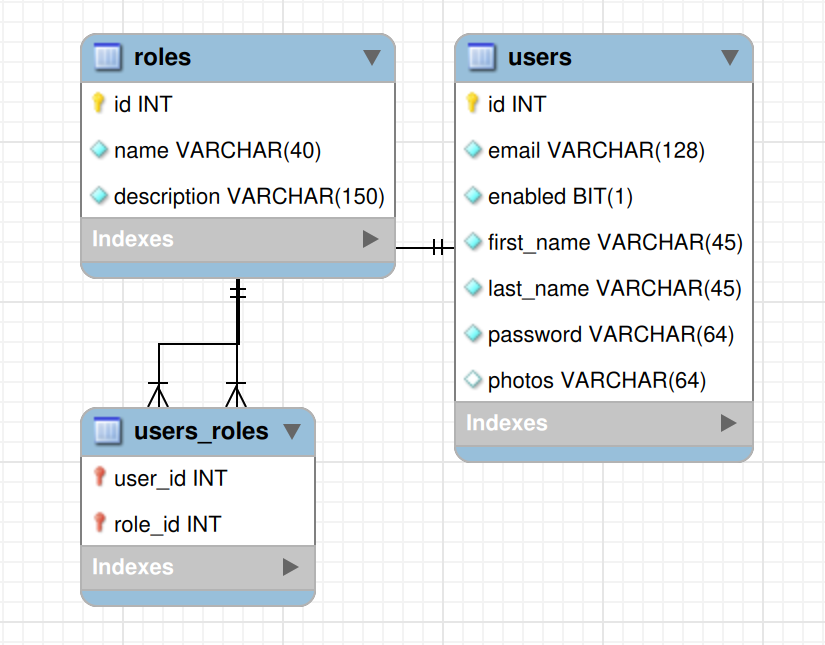 roles
id INT
name VARCHAR(40)
description VARCHAR(150)
Indexes
users
id INT
email VARCHAR(128)
enabled BIT(1)
first_name VARCHAR(45)
last_name VARCHAR(45)
password VARCHAR(64)
photos VARCHAR(64)
Indexes
users_roles
user_id INT
role_id INT
Indexes